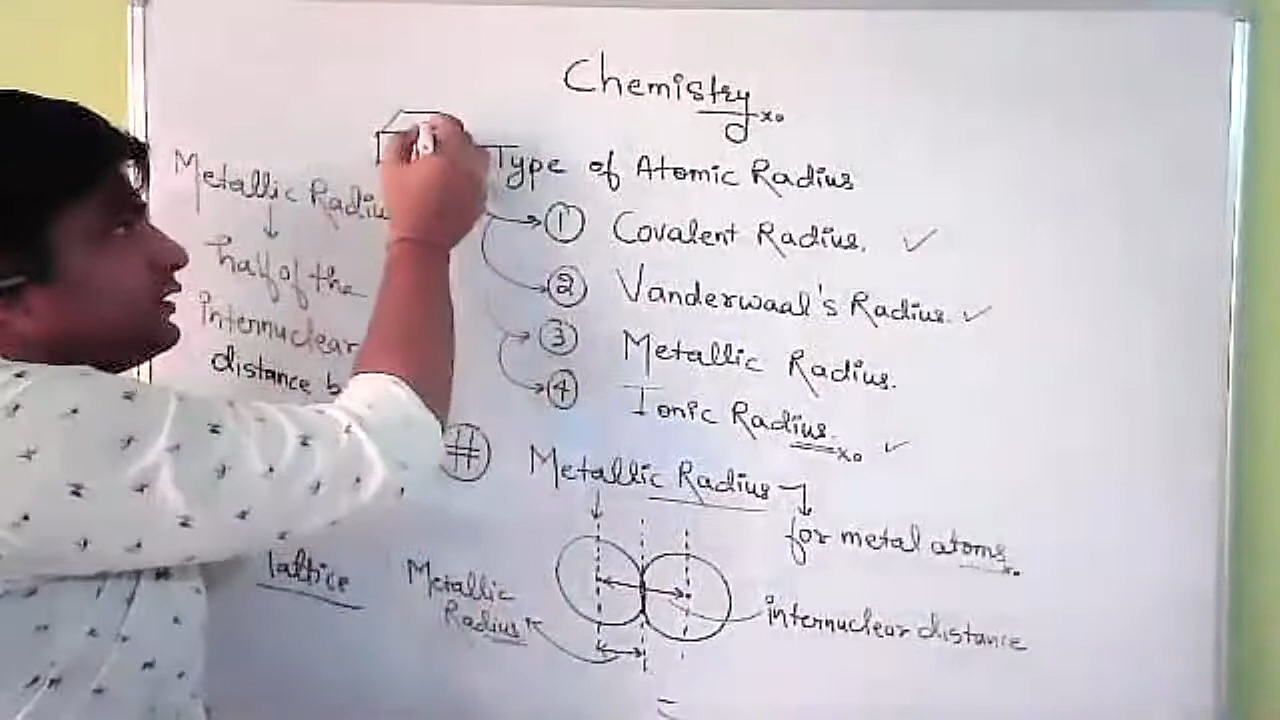 Chemistry
Type of Atomic Radius
1 Covalent Radius. ✓
2 Vanderwaal's Radius. ✓
3 Metallic Radius.
4 Ionic Radius. ✓
# Metallic Radius
for metal atoms
Metallic
Radius
internuclear distance
Metallic
half of the
internuclear
distance
lattice